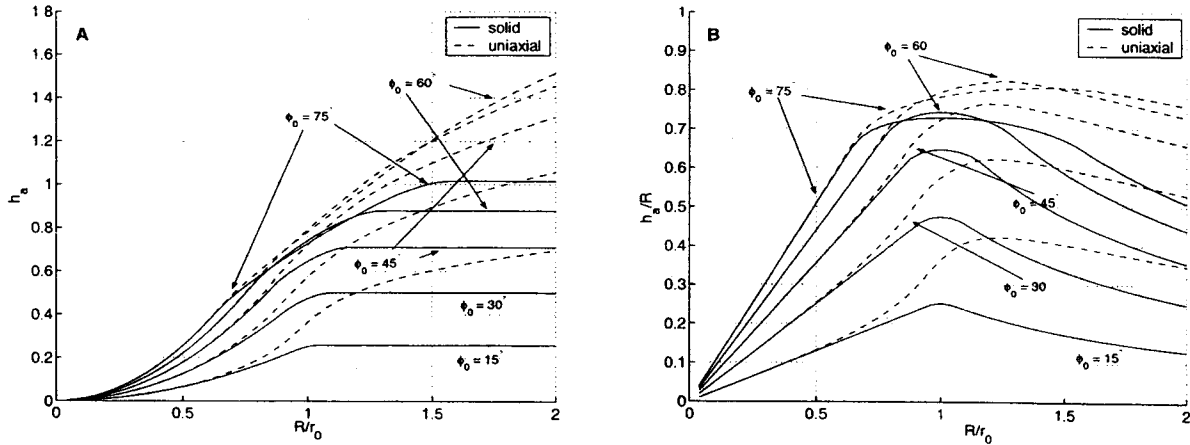 A
solid
uniaxial
ϕ₀ = 60°
ϕ₀ = 75°
ϕ₀ = 45°
ϕ₀ = 30°
ϕ₀ = 15°
1 8
1.6
1.4
1.2
1
0.8
0.6
0.4
0.2
0
hₐ
0
0.5
1
1.5
2
R/r₀
B
solid
uniaxial
ϕ₀ = 60
ϕ₀ = 75°
ϕ₀ = 45°
ϕ₀ = 30
ϕ₀ = 15°
1
0.9
0.8
0.7
0.6
0.5
0.4
0.3
0.2
0.1
0
hₐ/R
0
0.5
1
1.5
2
R/r₀